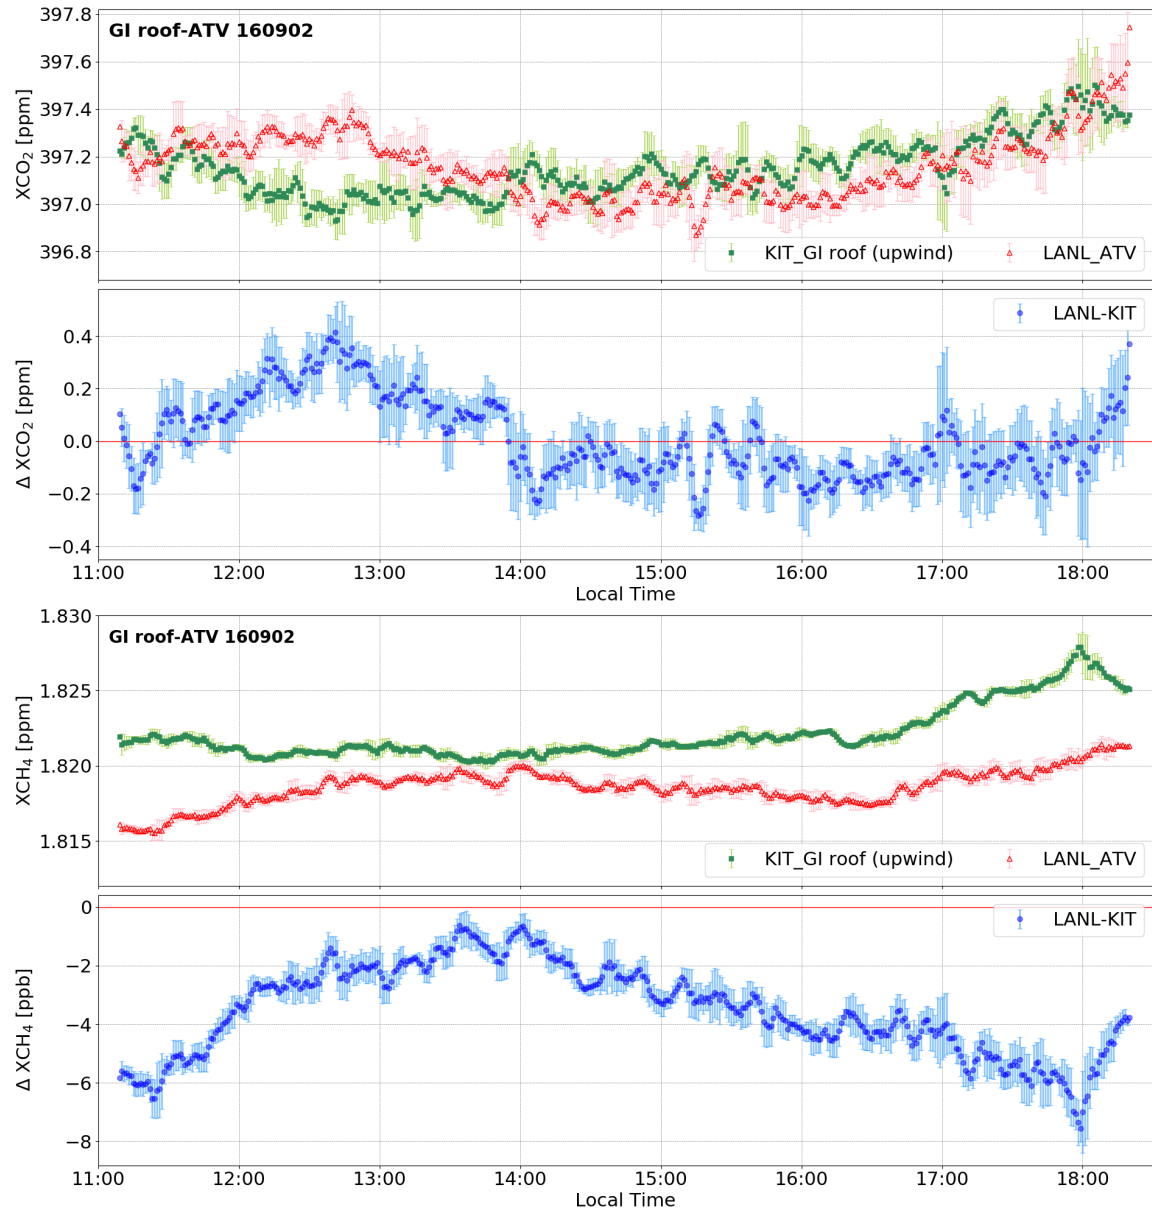 GI roof-ATV 160902
XCO₂ [ppm]
397.8
397.6
397.4
397.2
397.0
396.8
KIT_GI roof (upwind) LANL_ATV
LANL-KIT
Δ XCO₂ [ppm]
0.4
0.2
0.0
−0.2
−0.4
11:00 12:00 13:00 14:00 15:00 16:00 17:00 18:00
Local Time
GI roof-ATV 160902
XCH₄ [ppm]
1.830
1.825
1.820
1.815
KIT_GI roof (upwind) LANL_ATV
LANL-KIT
Δ XCH₄ [ppb]
0
−2
−4
−6
−8
11:00 12:00 13:00 14:00 15:00 16:00 17:00 18:00
Local Time